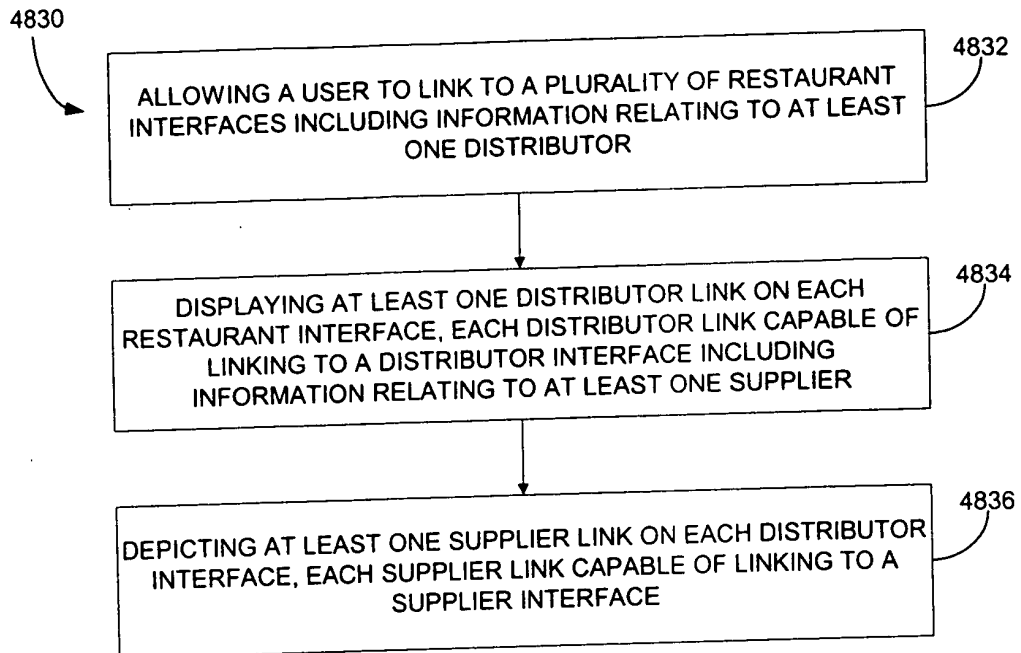 4830
4832
ALLOWING A USER TO LINK TO A PLURALITY OF RESTAURANT
INTERFACES INCLUDING INFORMATION RELATING TO AT LEAST
ONE DISTRIBUTOR
4834
DISPLAYING AT LEAST ONE DISTRIBUTOR LINK ON EACH
RESTAURANT INTERFACE, EACH DISTRIBUTOR LINK CAPABLE OF
LINKING TO A DISTRIBUTOR INTERFACE INCLUDING
INFORMATION RELATING TO AT LEAST ONE SUPPLIER
4836
DEPICTING AT LEAST ONE SUPPLIER LINK ON EACH DISTRIBUTOR
INTERFACE, EACH SUPPLIER LINK CAPABLE OF LINKING TO A
SUPPLIER INTERFACE